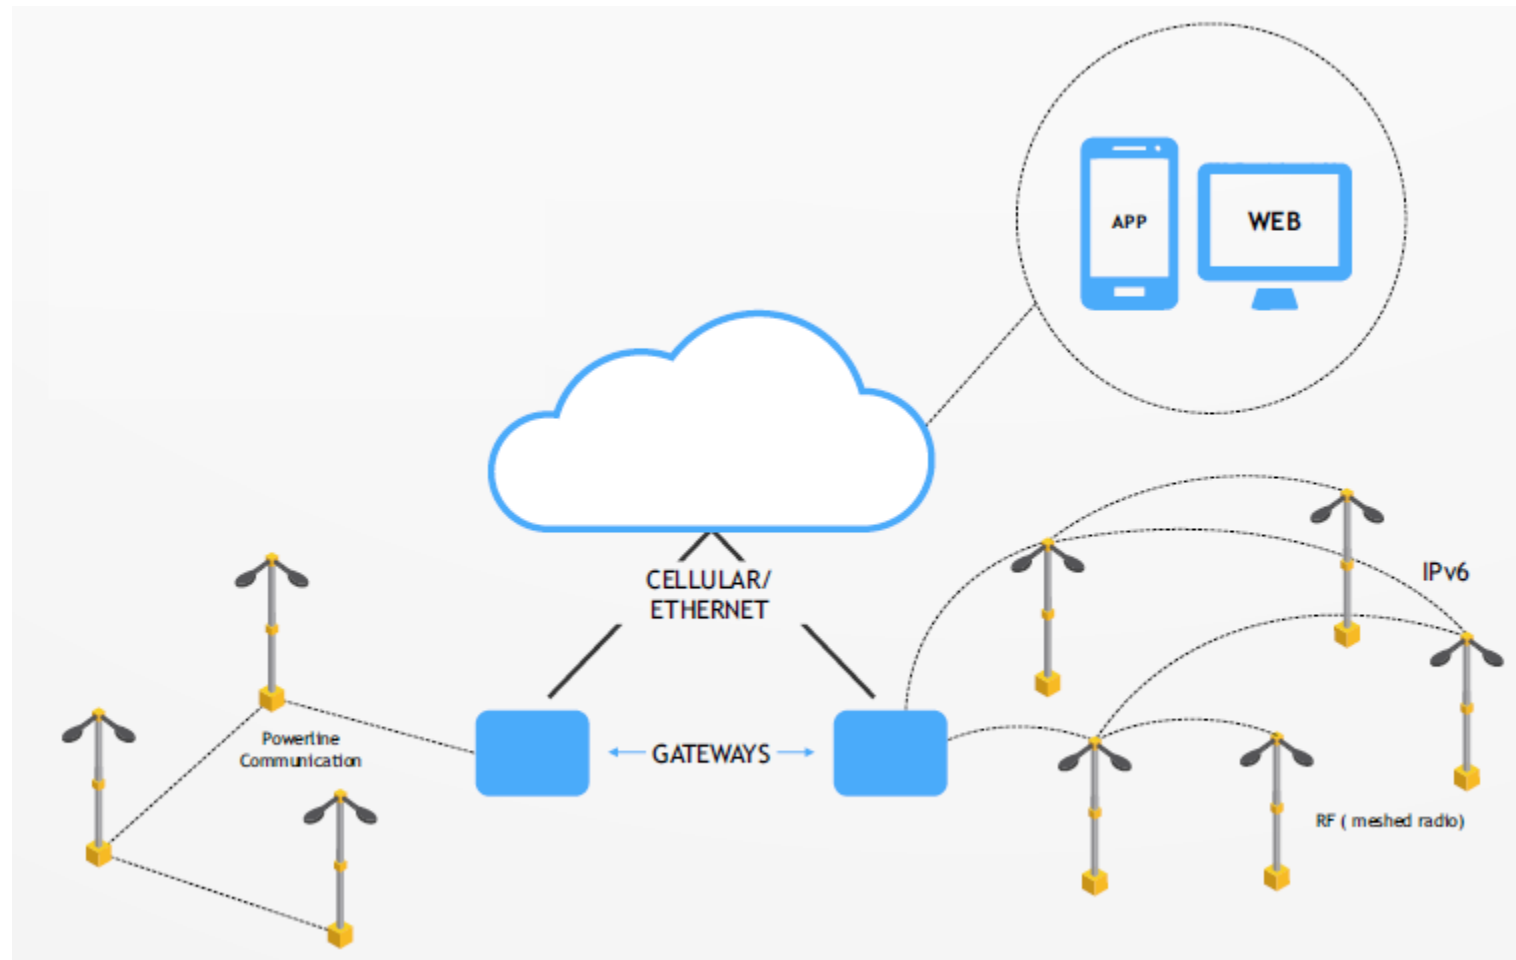 APP
WEB
CELLULAR/
ETHERNET
IPv6
Powerline
Communication
GATEWAYS
RF ( meshed radio)